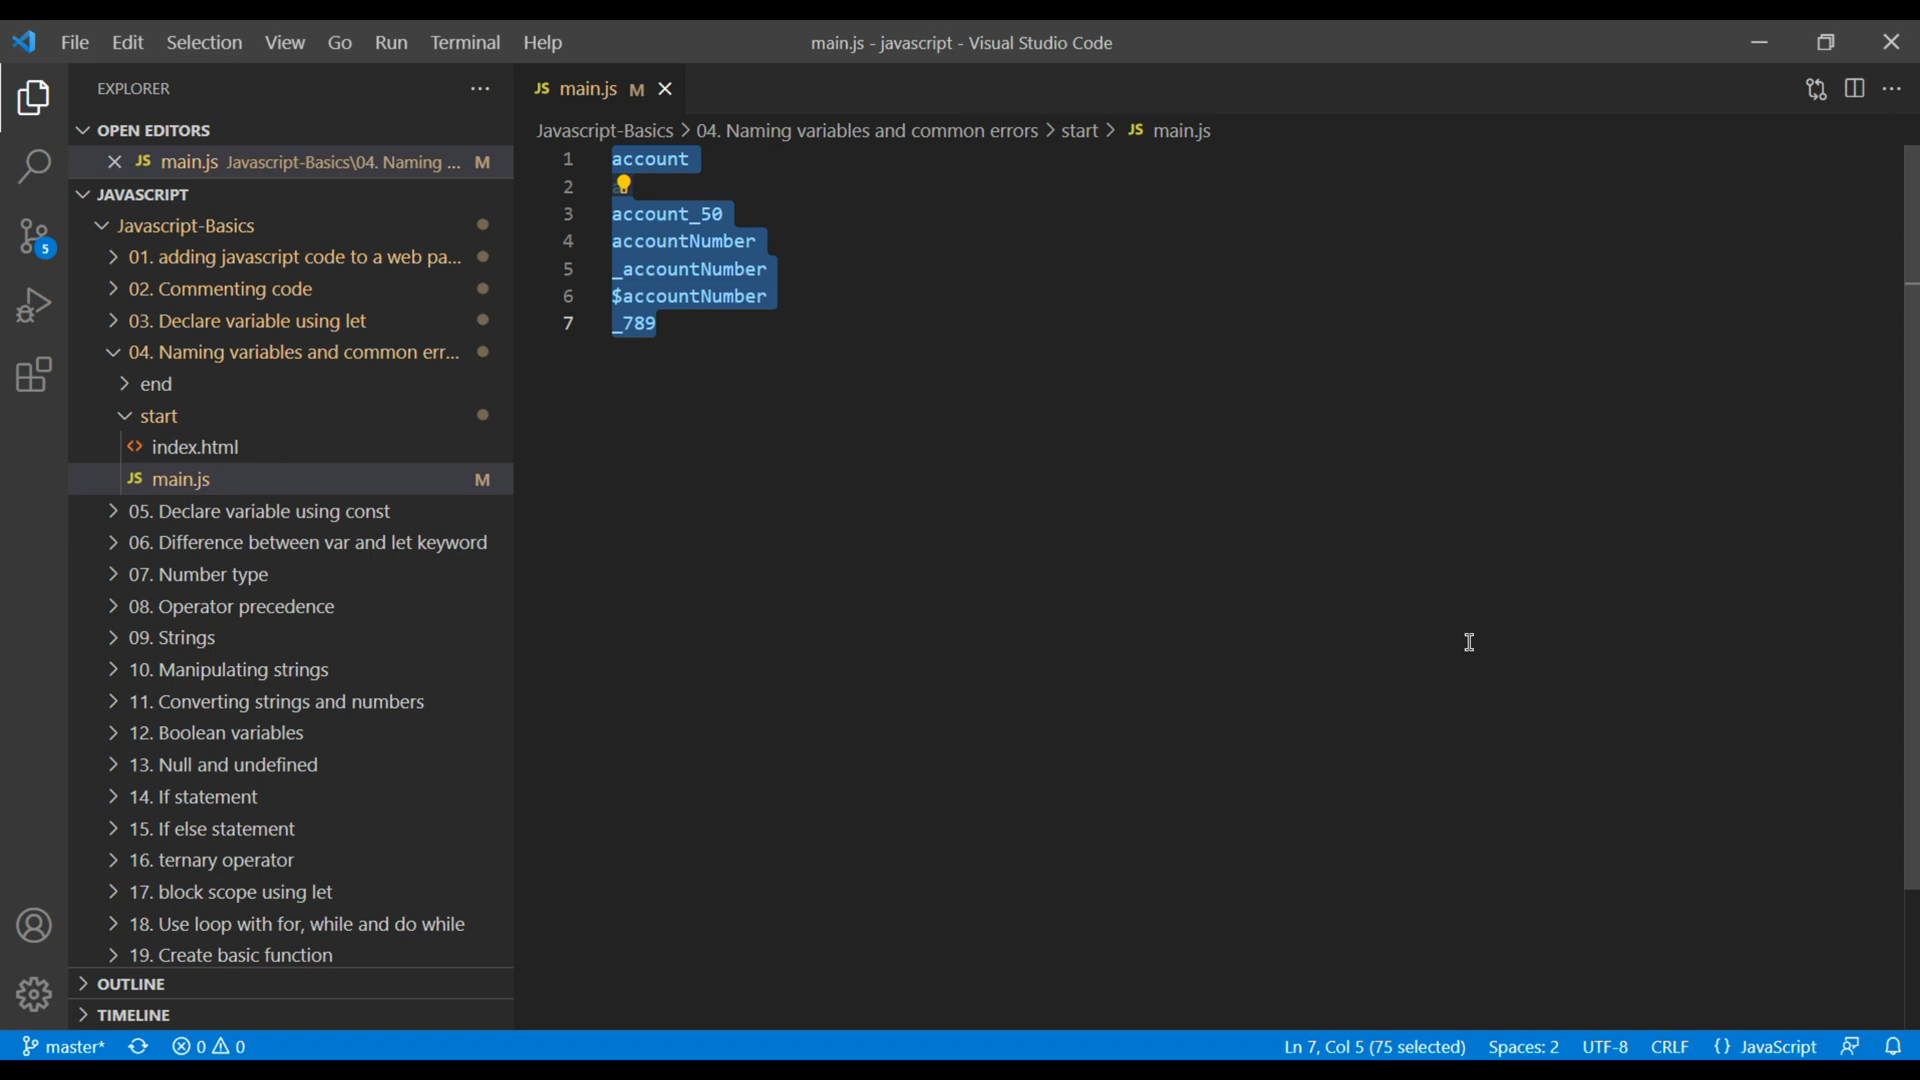 File Edit Selection View Go Run Terminal Help
main.js - javascript - Visual Studio Code
EXPLORER
OPEN EDITORS
JS main.js Javascript-Basics\04. Naming ... M
JAVASCRIPT
Javascript-Basics
01. adding javascript code to a web pa...
02. Commenting code
03. Declare variable using let
04. Naming variables and common err...
end
start
index.html
JS main.js M
05. Declare variable using const
06. Difference between var and let keyword
07. Number type
08. Operator precedence
09. Strings
10. Manipulating strings
11. Converting strings and numbers
12. Boolean variables
13. Null and undefined
14. If statement
15. If else statement
16. ternary operator
17. block scope using let
18. Use loop with for, while and do while
19. Create basic function
OUTLINE
TIMELINE
5
JS main.js M
Javascript-Basics > 04. Naming variables and common errors > start > JS main.js
1 account
2
3 account_50
4 accountNumber
5 _accountNumber
6 $accountNumber
7 _789
master* 0 0
Ln 7, Col 5 (75 selected) Spaces: 2 UTF-8 CRLF {} JavaScript